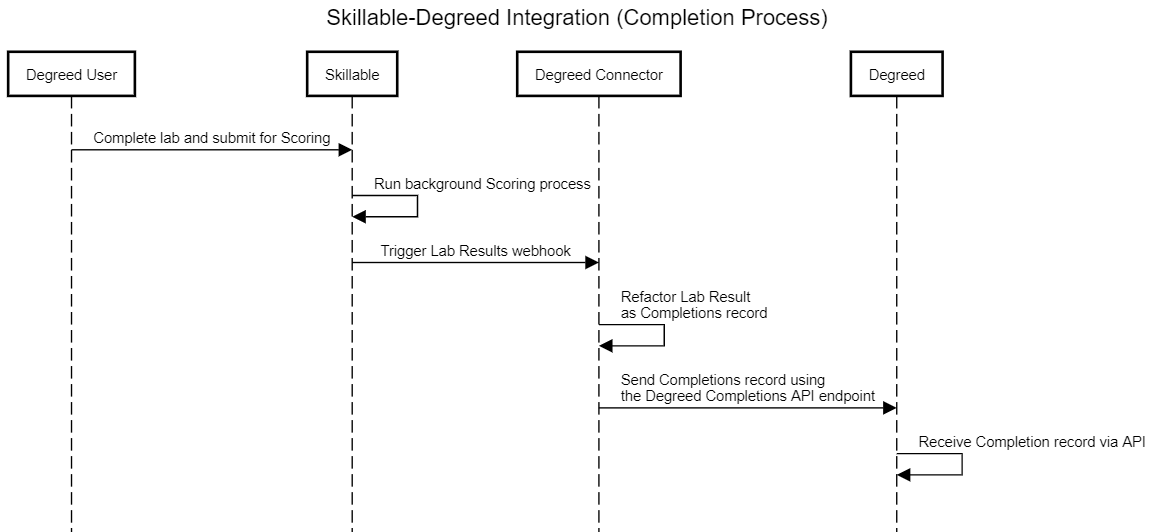 Skillable-Degreed Integration (Completion Process)
Degreed User
Skillable
Degreed Connector
Degreed
Complete lab and submit for Scoring
Run background Scoring process
Trigger Lab Results webhook
Refactor Lab Result
as Completions record
Send Completions record using
the Degreed Completions API endpoint
Receive Completion record via API